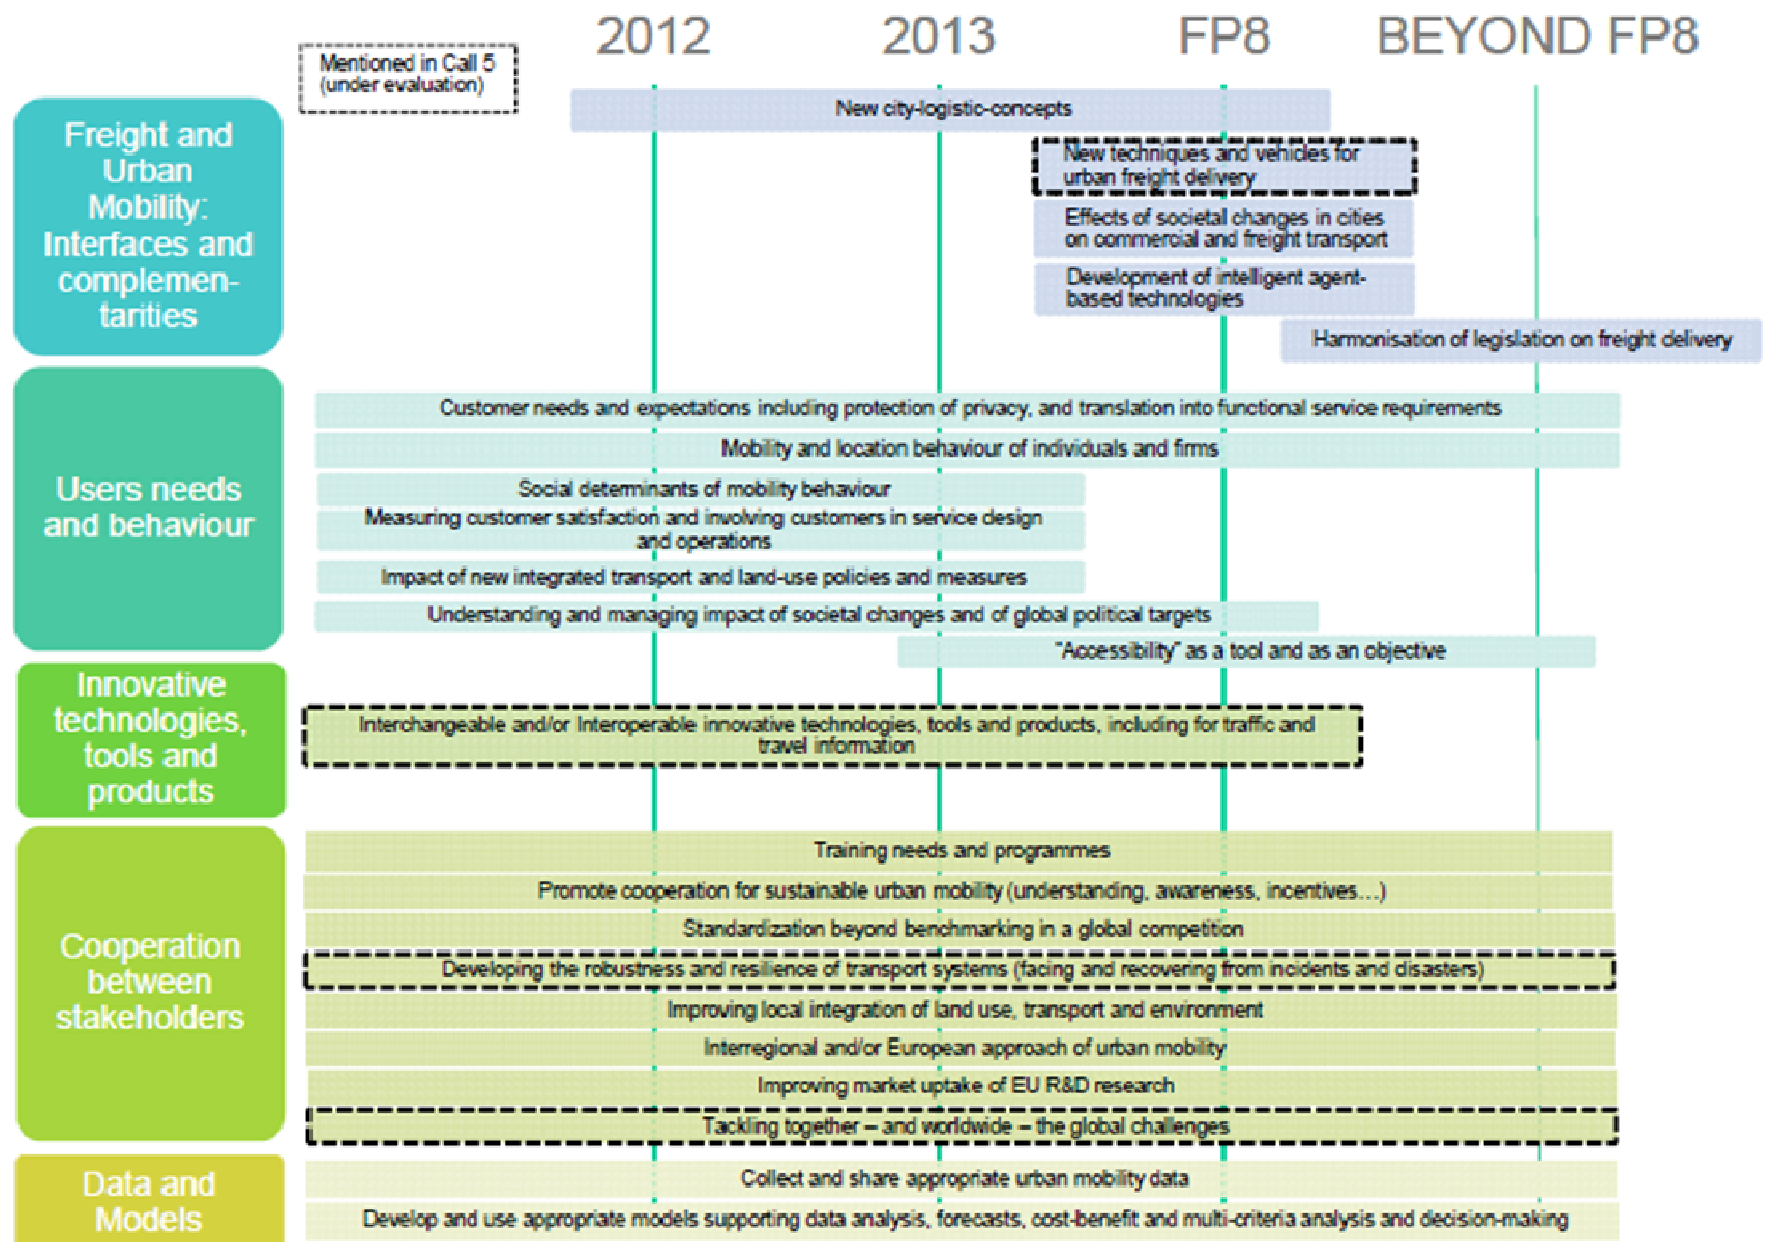 2012 2013 FP8 BEYOND FP8
Mentioned in Call 5
(under evaluation)
Freight and
Urban
Mobility:
Interfaces and
complemen-
tarities
New city-logistic-concepts
New techniques and vehicles for
urban freight delivery
Effects of societal changes in cities
on commercial and freight transport
Development of intelligent agent-
based technologies
Harmonisation of legislation on freight delivery
Users needs
and behaviour
Customer needs and expectations including protection of privacy, and translation into functional service requirements
Mobility and location behaviour of individuals and firms
Social determinants of mobility behaviour
Measuring customer satisfaction and involving customers in service design
and operations
Impact of new integrated transport and land-use policies and measures
Understanding and managing impact of societal changes and of global political targets
"Accessibility" as a tool and as an objective
Innovative
technologies,
tools and
products
Interchangeable and/or Interoperable innovative technologies, tools and products, including for traffic and
travel information
Cooperation
between
stakeholders
Training needs and programmes
Promote cooperation for sustainable urban mobility (understanding, awareness, incentives…)
Standardization beyond benchmarking in a global competition
Developing the robustness and resilience of transport systems (facing and recovering from incidents and disasters)
Improving local integration of land use, transport and environment
Interregional and/or European approach of urban mobility
Improving market uptake of EU R&D research
Tackling together – and worldwide – the global challenges
Data and
Models
Collect and share appropriate urban mobility data
Develop and use appropriate models supporting data analysis, forecasts, cost-benefit and multi-criteria analysis and decision-making